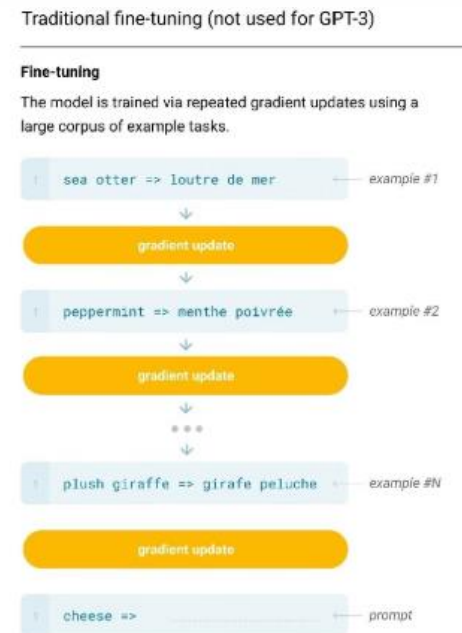 Traditional fine-tuning (not used for GPT-3)
Fine-tuning
The model is trained via repeated gradient updates using a
large corpus of example tasks.
1 sea otter => loutre de mer example #1
gradient update
1 peppermint => menthe poivrée example #2
gradient update
1 plush giraffe => girafe peluche example #N
gradient update
1 cheese => prompt